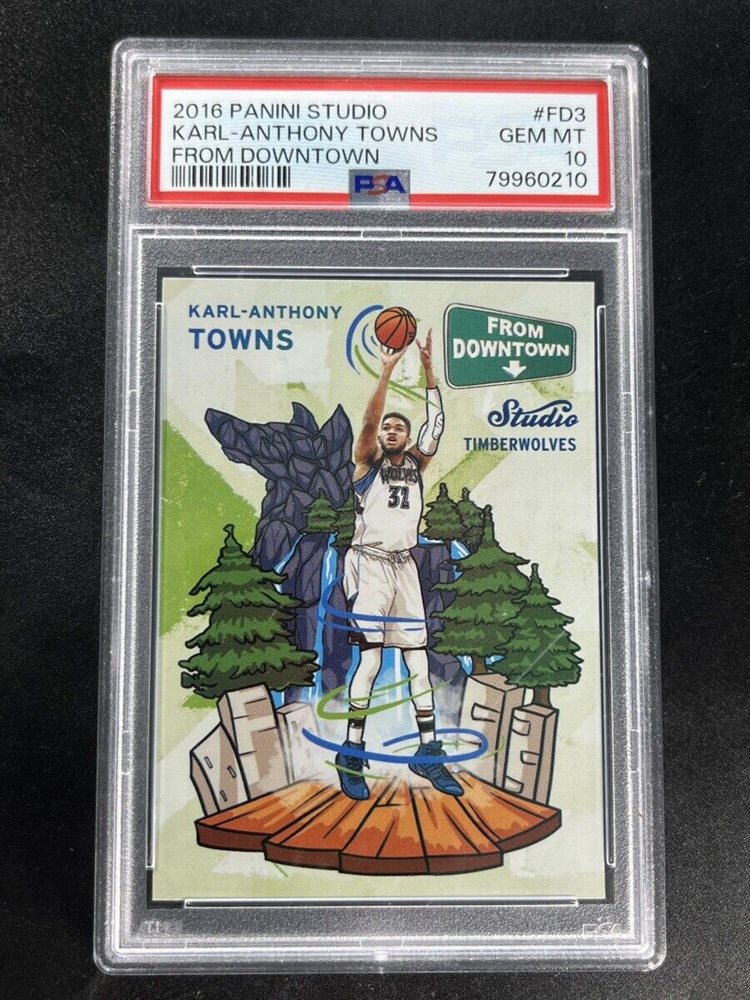 2016 PANINI STUDIO #FD3
KARL-ANTHONY TOWNS GEM MT
FROM DOWNTOWN 10
PSA 79960210
KARL-ANTHONY
TOWNS
FROM
DOWNTOWN
Studio
TIMBERWOLVES
WOLVES
32
PSA